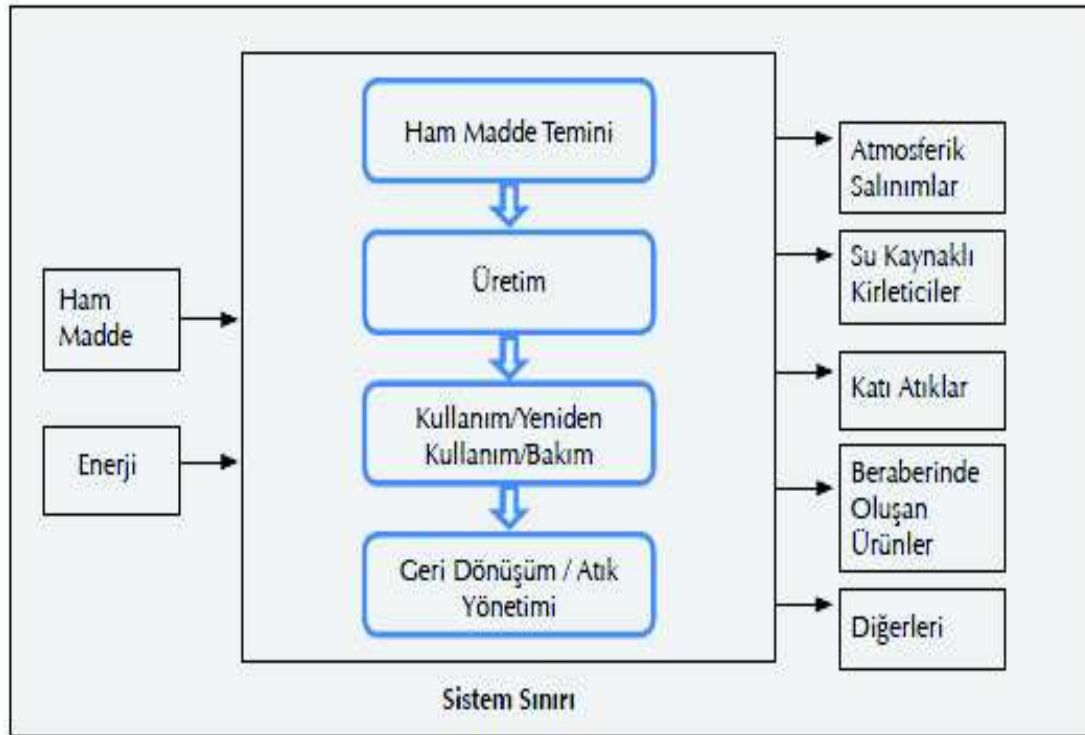 Ham
Madde
Enerji
Ham Madde Temini
Üretim
Kullanım/Yeniden
Kullanım/Bakım
Geri Dönüşüm / Atık
Yönetimi
Atmosferik
Salınımlar
Su Kaynaklı
Kirleticiler
Katı Atıklar
Beraberinde
Oluşan
Ürünler
Diğerleri
Sistem Sınırı